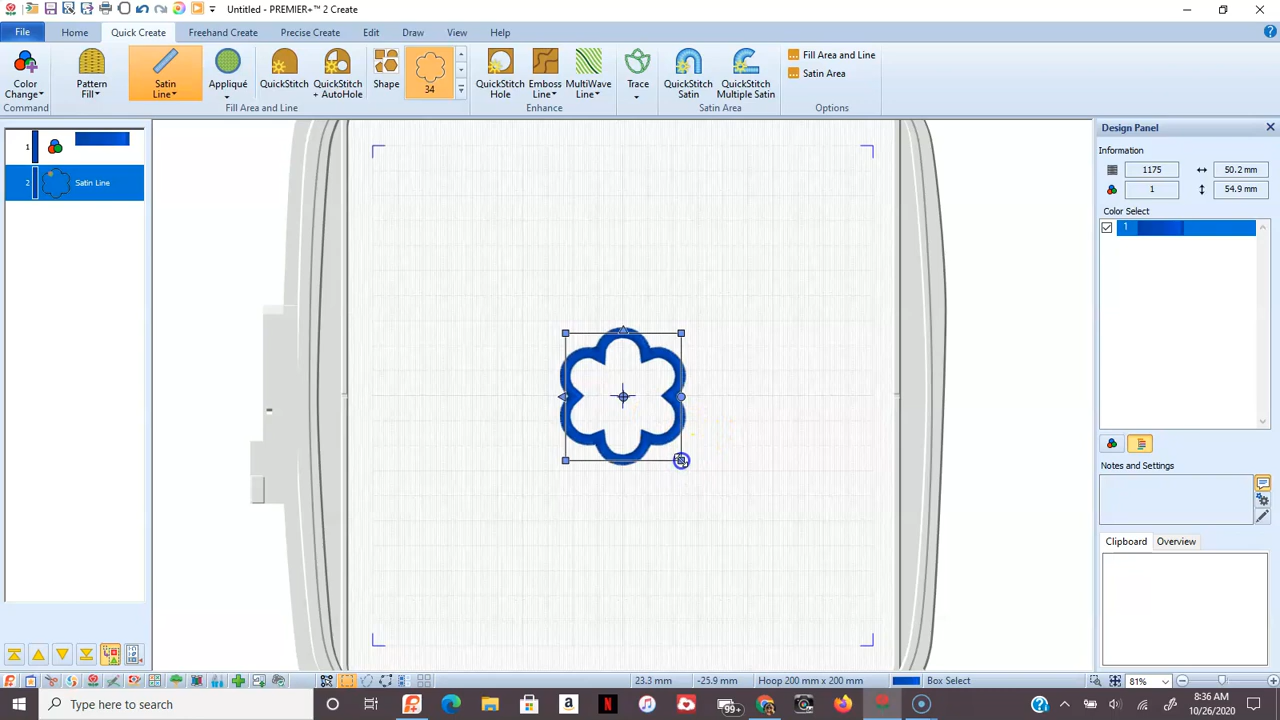 Untitled - PREMIER+™ 2 Create
File
Home
Quick Create
Freehand Create
Precise Create
Edit
Draw
View
Help
Color Change
Pattern Fill
Satin Line
Appliqué
QuickStitch
QuickStitch + AutoHole
Shape
34
QuickStitch Hole
Emboss Line
MultiWave Line
Trace
QuickStitch Satin
QuickStitch Multiple Satin
Fill Area and Line
Satin Area
Command
Fill Area and Line
Enhance
Satin Area
Options
1
2 Satin Line
Design Panel
Information
1175
50.2 mm
1
54.9 mm
Color Select
1
Notes and Settings
Clipboard
Overview
23.3 mm
-25.9 mm
Hoop 200 mm x 200 mm
Box Select
81%
Type here to search
99+
8:36 AM
10/26/2020